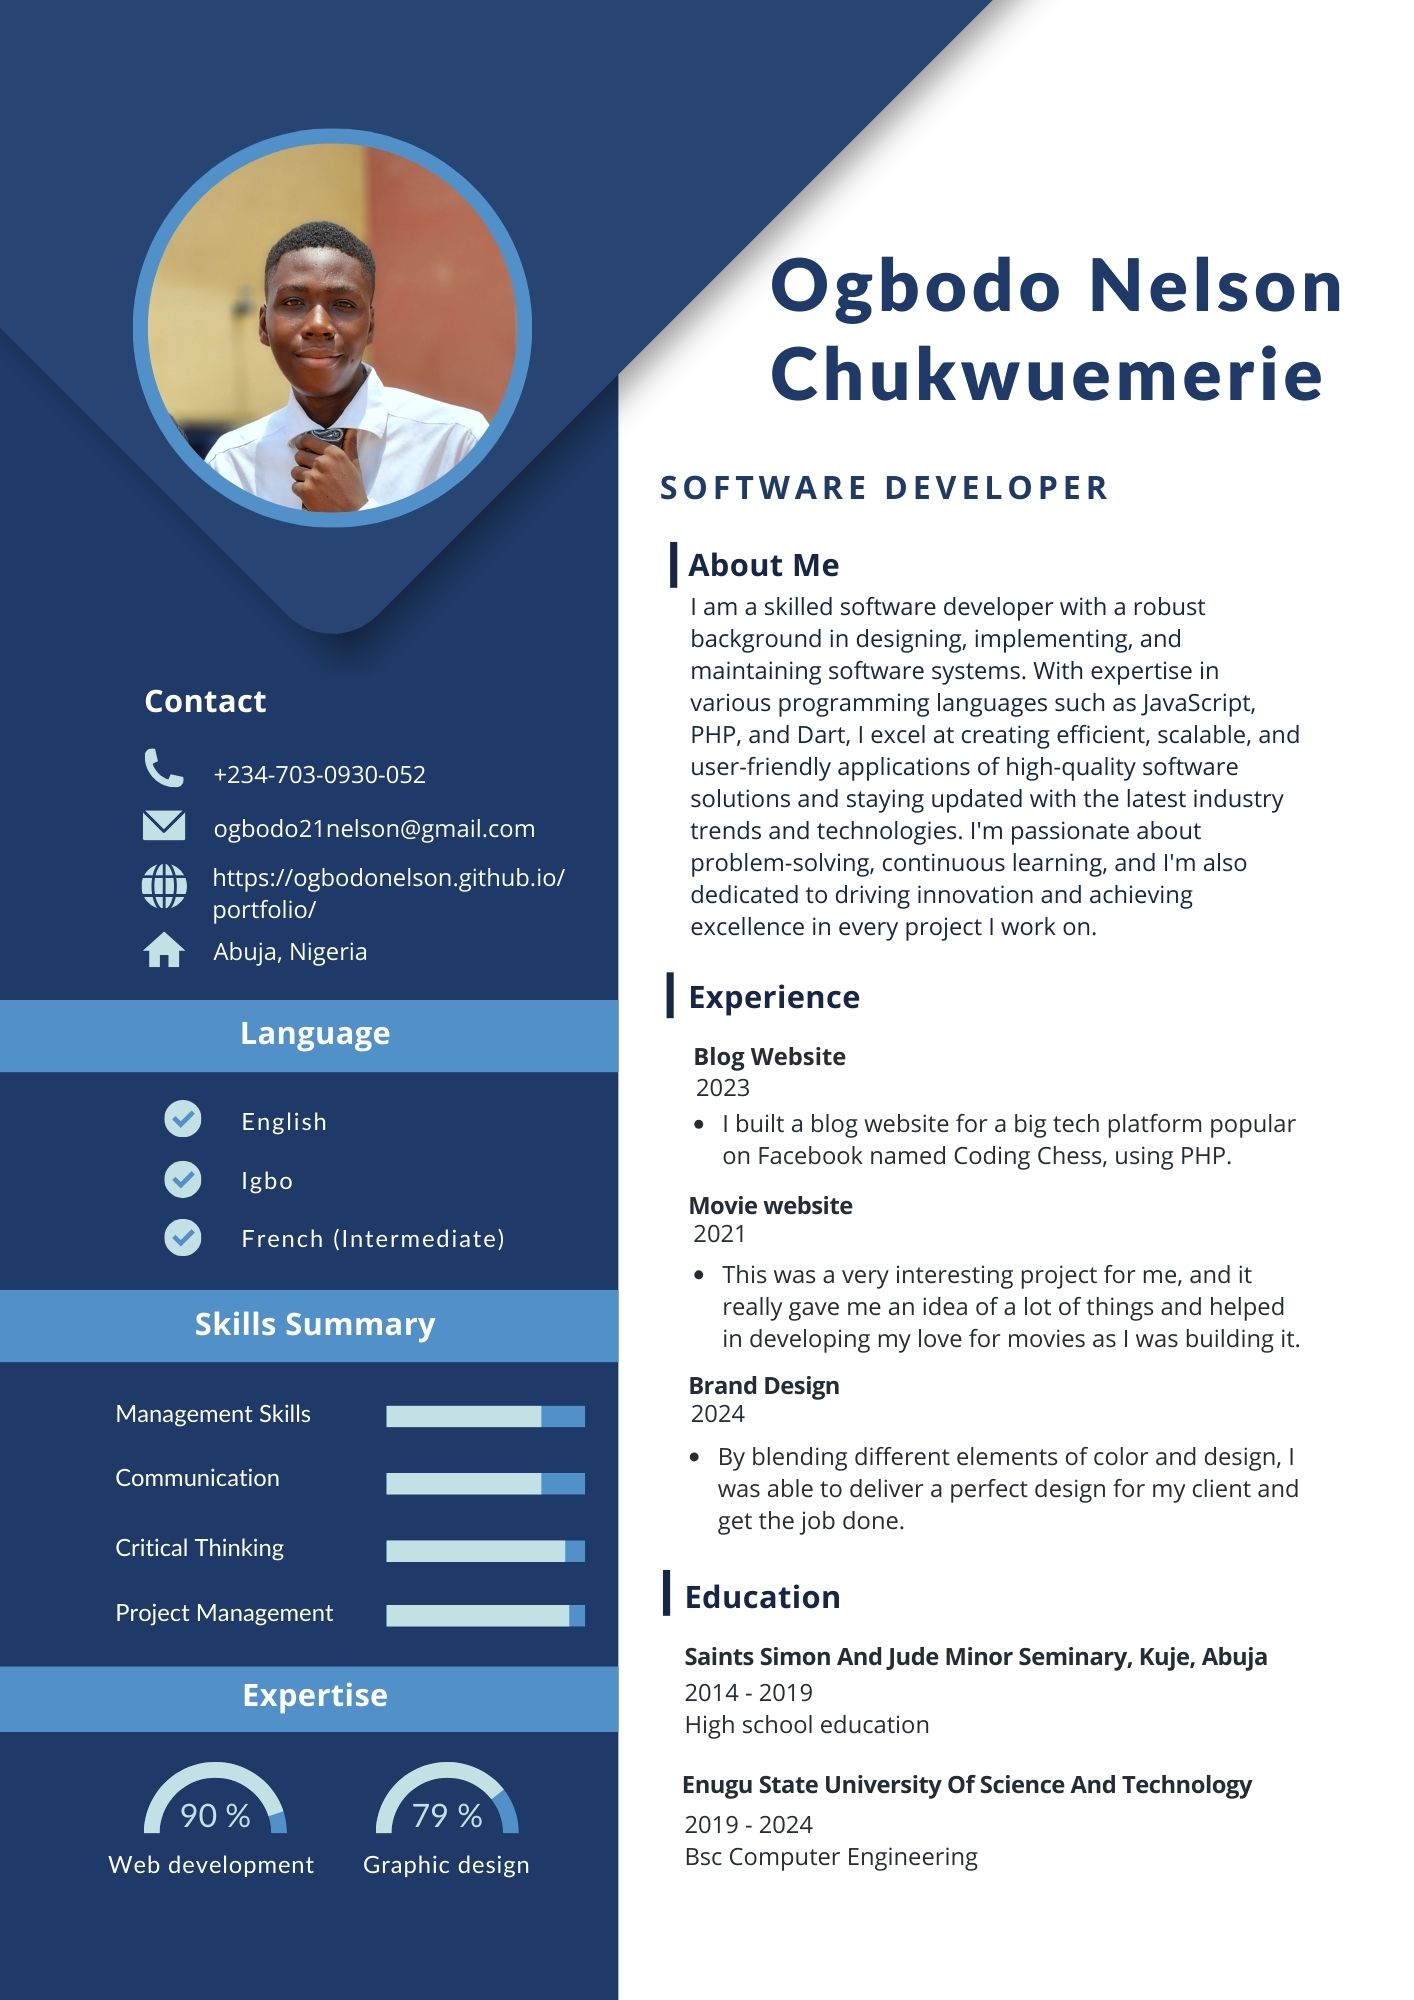 Ogbodo Nelson
Chukwuemerie
SOFTWARE DEVELOPER
Contact
+234-703-0930-052
ogbodo21nelson@gmail.com
https://ogbodonelson.github.io/
portfolio/
Abuja, Nigeria
Language
English
Igbo
French (Intermediate)
Skills Summary
Management Skills
Communication
Critical Thinking
Project Management
Expertise
90 %
Web development
79 %
Graphic design
About Me
I am a skilled software developer with a robust
background in designing, implementing, and
maintaining software systems. With expertise in
various programming languages such as JavaScript,
PHP, and Dart, I excel at creating efficient, scalable, and
user-friendly applications of high-quality software
solutions and staying updated with the latest industry
trends and technologies. I'm passionate about
problem-solving, continuous learning, and I'm also
dedicated to driving innovation and achieving
excellence in every project I work on.
Experience
Blog Website
2023
• I built a blog website for a big tech platform popular
on Facebook named Coding Chess, using PHP.
Movie website
2021
• This was a very interesting project for me, and it
really gave me an idea of a lot of things and helped
in developing my love for movies as I was building it.
Brand Design
2024
• By blending different elements of color and design, I
was able to deliver a perfect design for my client and
get the job done.
Education
Saints Simon And Jude Minor Seminary, Kuje, Abuja
2014 - 2019
High school education
Enugu State University Of Science And Technology
2019 - 2024
Bsc Computer Engineering